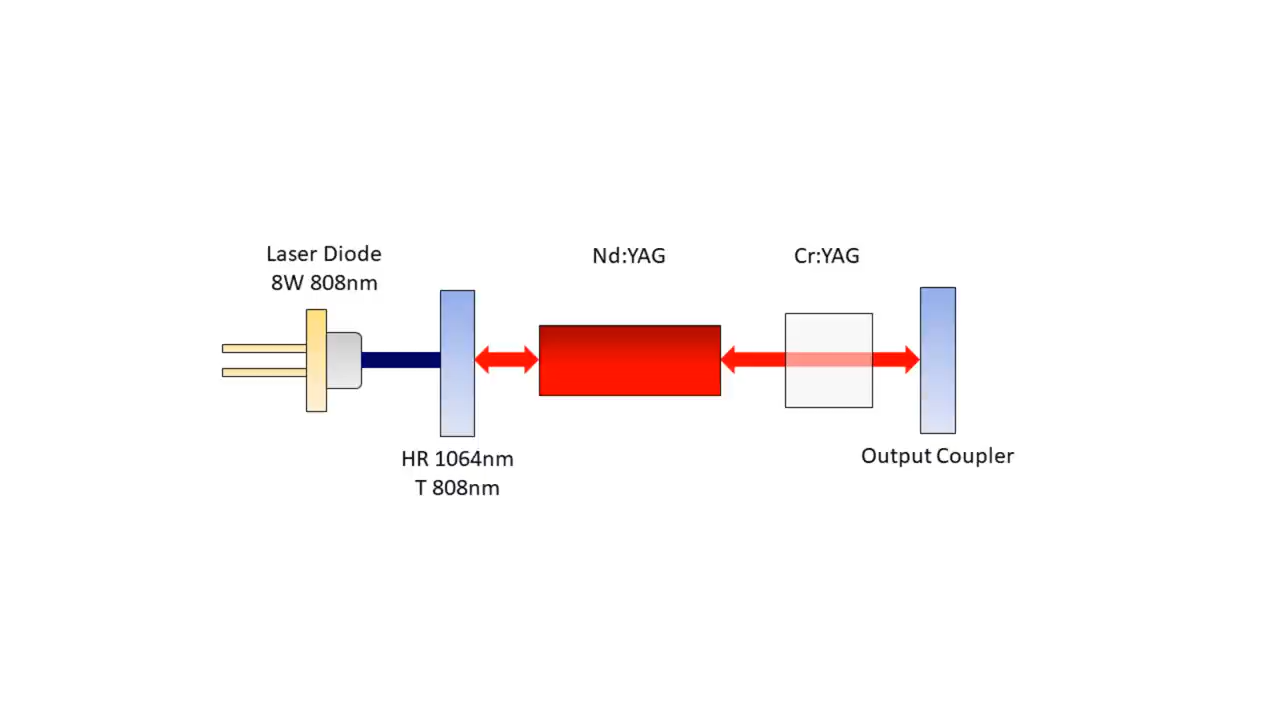 Laser Diode
8W 808nm
Nd:YAG
Cr:YAG
HR 1064nm
T 808nm
Output Coupler